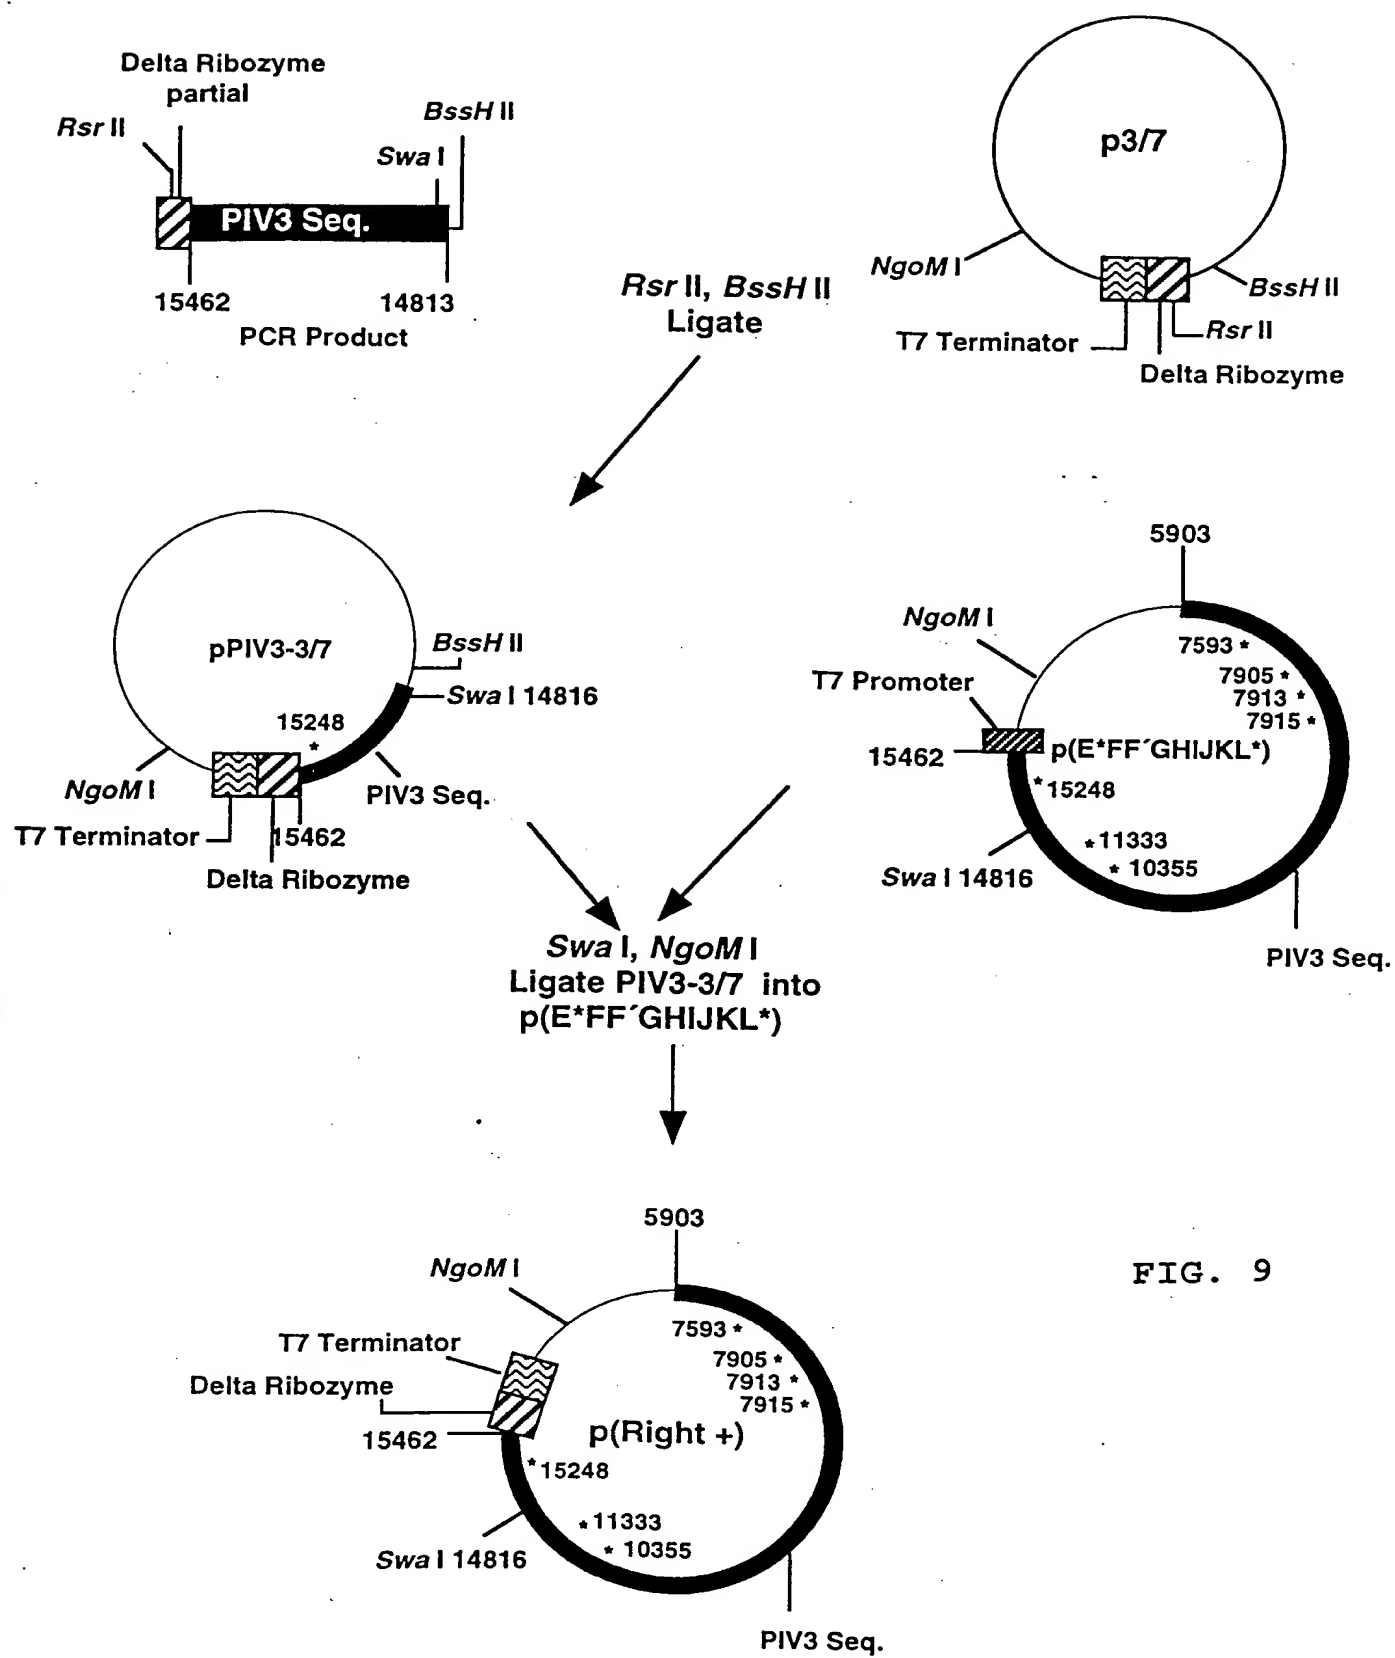 Delta Ribozyme
partial
Rsr II
BssH II
Swa I
PIV3 Seq.
15462
14813
PCR Product
p3/7
NgoM I
BssH II
Rsr II
T7 Terminator
Delta Ribozyme
Rsr II, BssH II
Ligate
pPIV3-3/7
BssH II
Swa I 14816
15248
*
NgoM I
PIV3 Seq.
T7 Terminator
15462
Delta Ribozyme
5903
NgoM I
7593 *
7905 *
7913 *
7915 *
T7 Promoter
15462
p(E*FF´GHIJKL*)
* 15248
* 11333
* 10355
Swa I 14816
PIV3 Seq.
Swa I, NgoM I
Ligate PIV3-3/7 into
p(E*FF´GHIJKL*)
5903
NgoM I
7593 *
7905 *
7913 *
7915 *
T7 Terminator
Delta Ribozyme
15462
p(Right +)
* 15248
* 11333
* 10355
Swa I 14816
PIV3 Seq.
FIG. 9